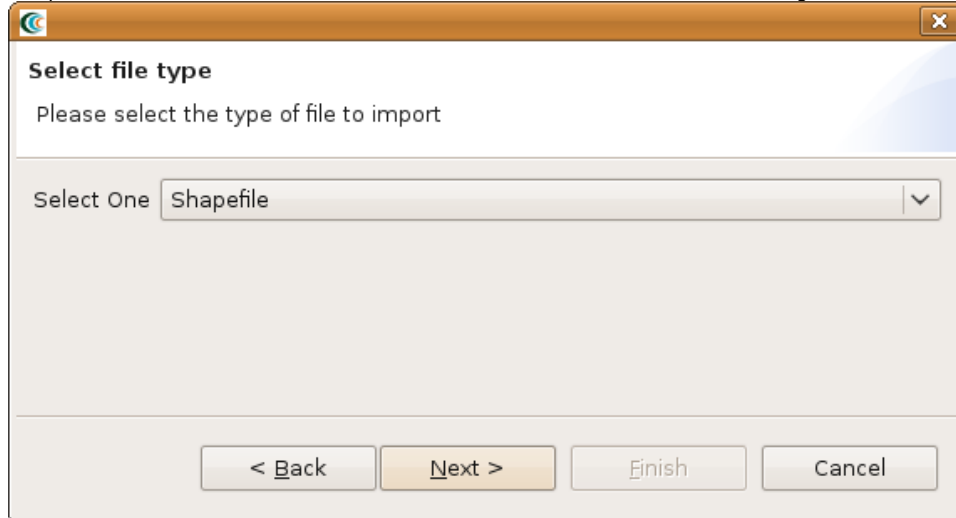 Select file type
Please select the type of file to import
Select One Shapefile
< Back Next > Finish Cancel